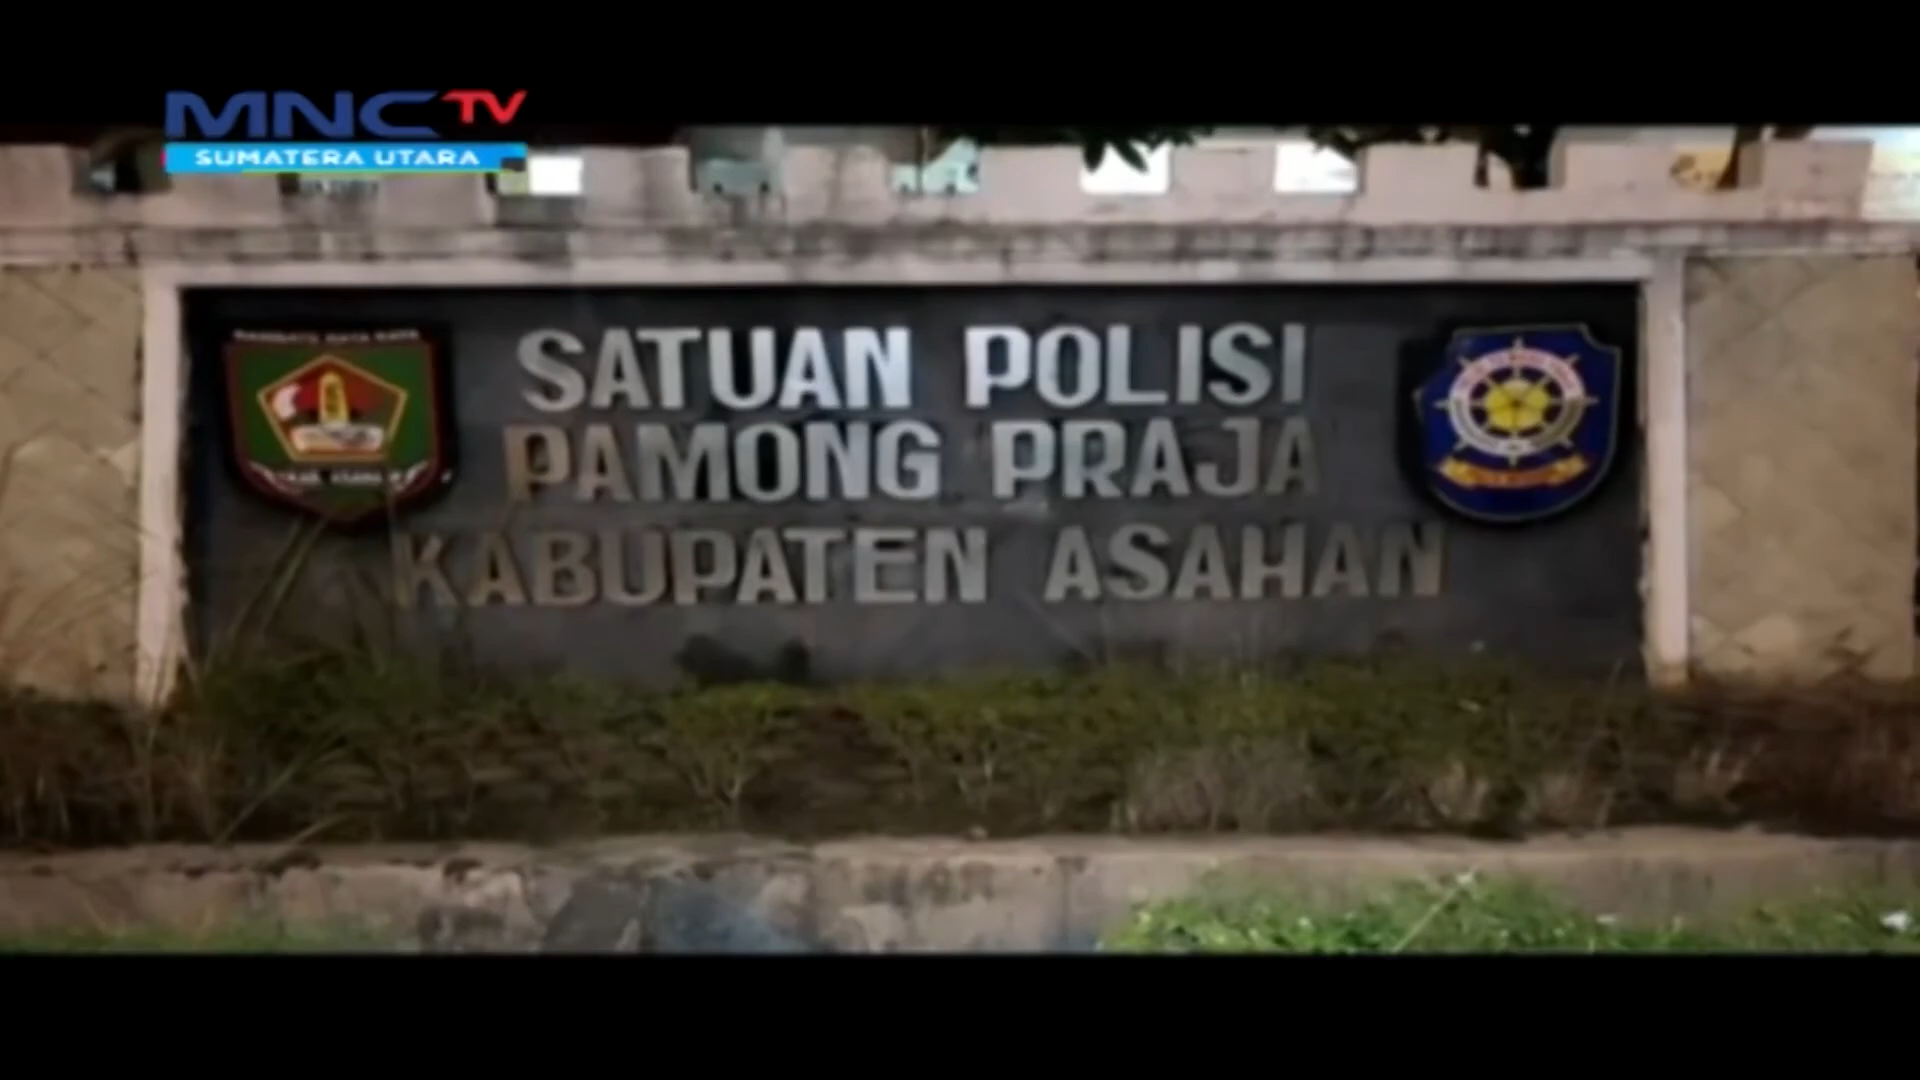 MNCTV
SUMATERA UTARA
SATUAN POLISI
PAMONG PRAJA
KABUPATEN ASAHAN